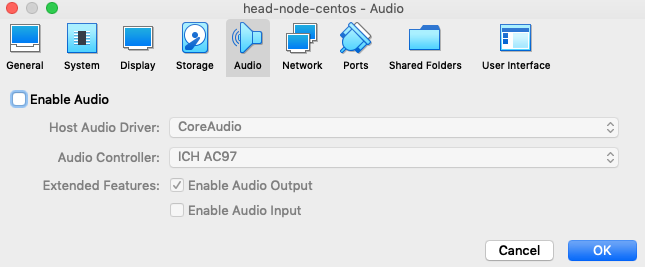 head-node-centos - Audio
General System Display Storage Audio Network Ports Shared Folders User Interface
Enable Audio
Host Audio Driver: CoreAudio
Audio Controller: ICH AC97
Extended Features: Enable Audio Output
Enable Audio Input
Cancel OK